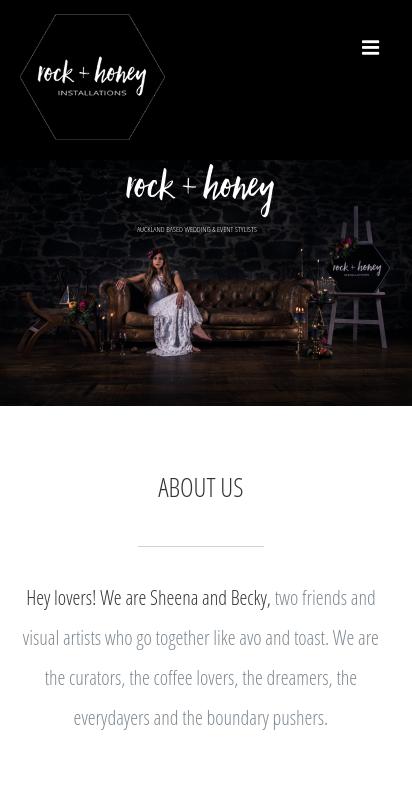 rock + honey
INSTALLATIONS
rock + honey
AUCKLAND BASED WEDDING & EVENT STYLISTS
rock + honey
INSTALLATIONS
ABOUT US
Hey lovers! We are Sheena and Becky, two friends and
visual artists who go together like avo and toast. We are
the curators, the coffee lovers, the dreamers, the
everydayers and the boundary pushers.